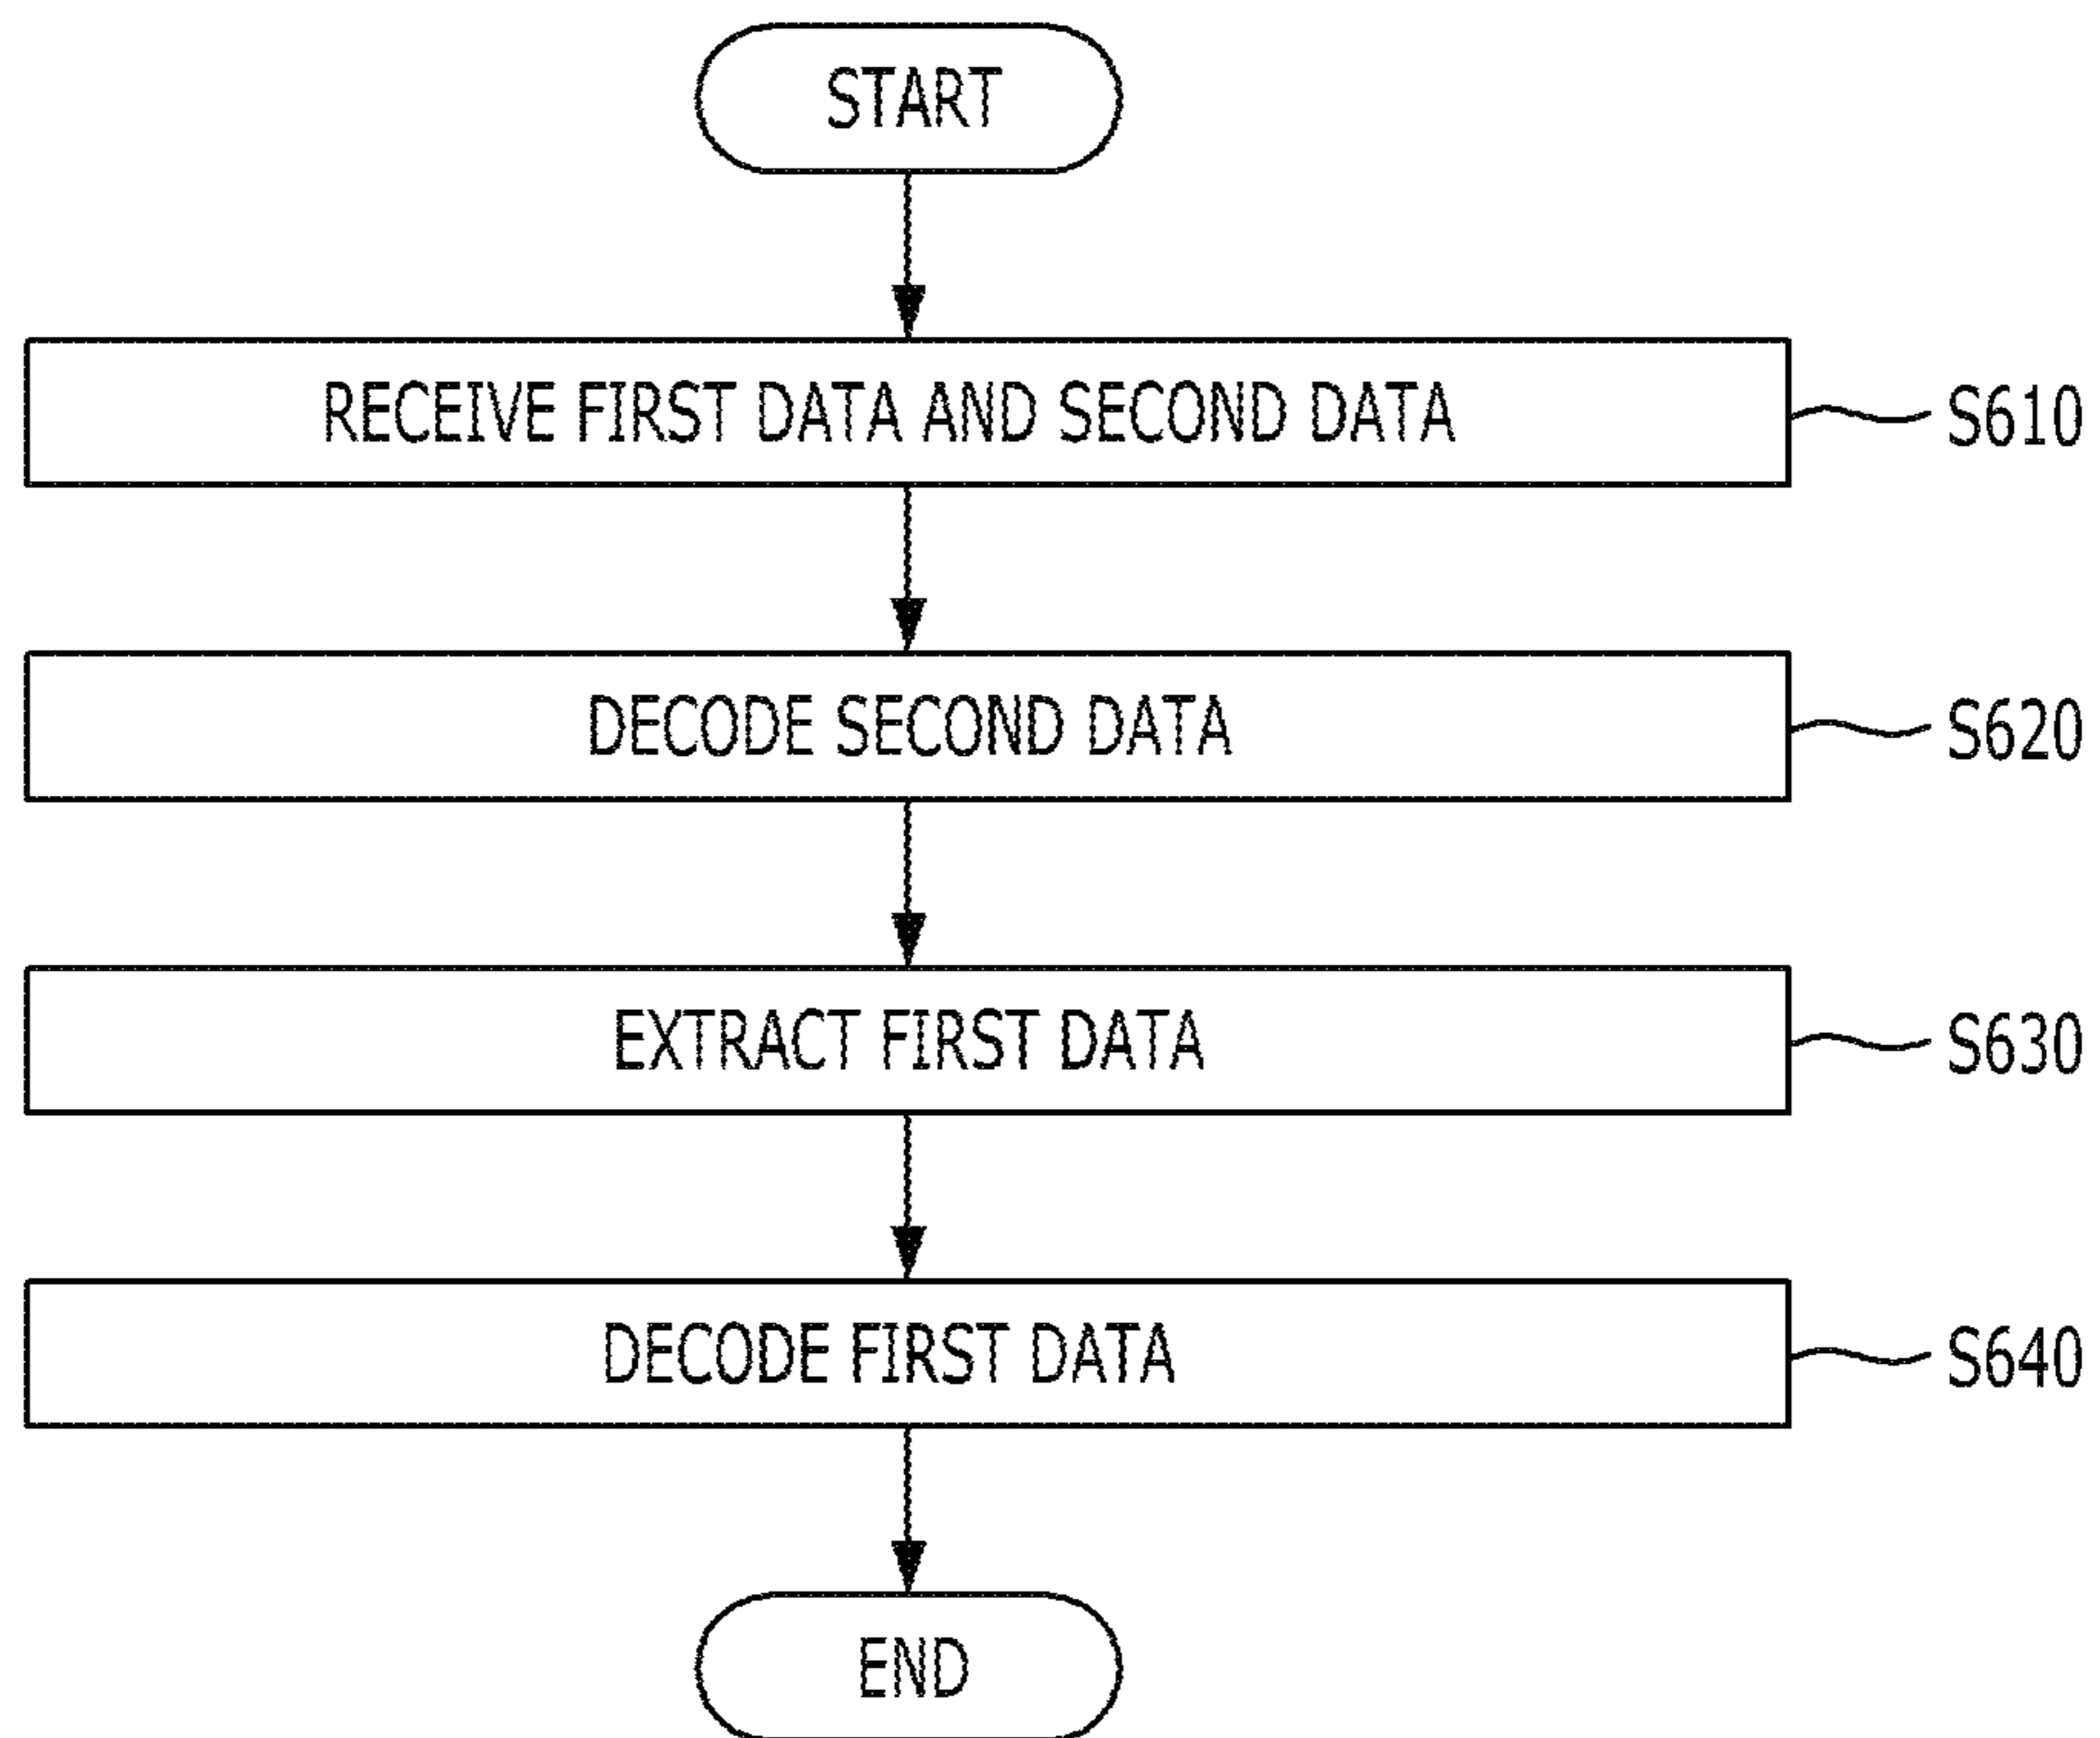 START
RECEIVE FIRST DATA AND SECOND DATA
S610
DECODE SECOND DATA
S620
EXTRACT FIRST DATA
S630
DECODE FIRST DATA
S640
END